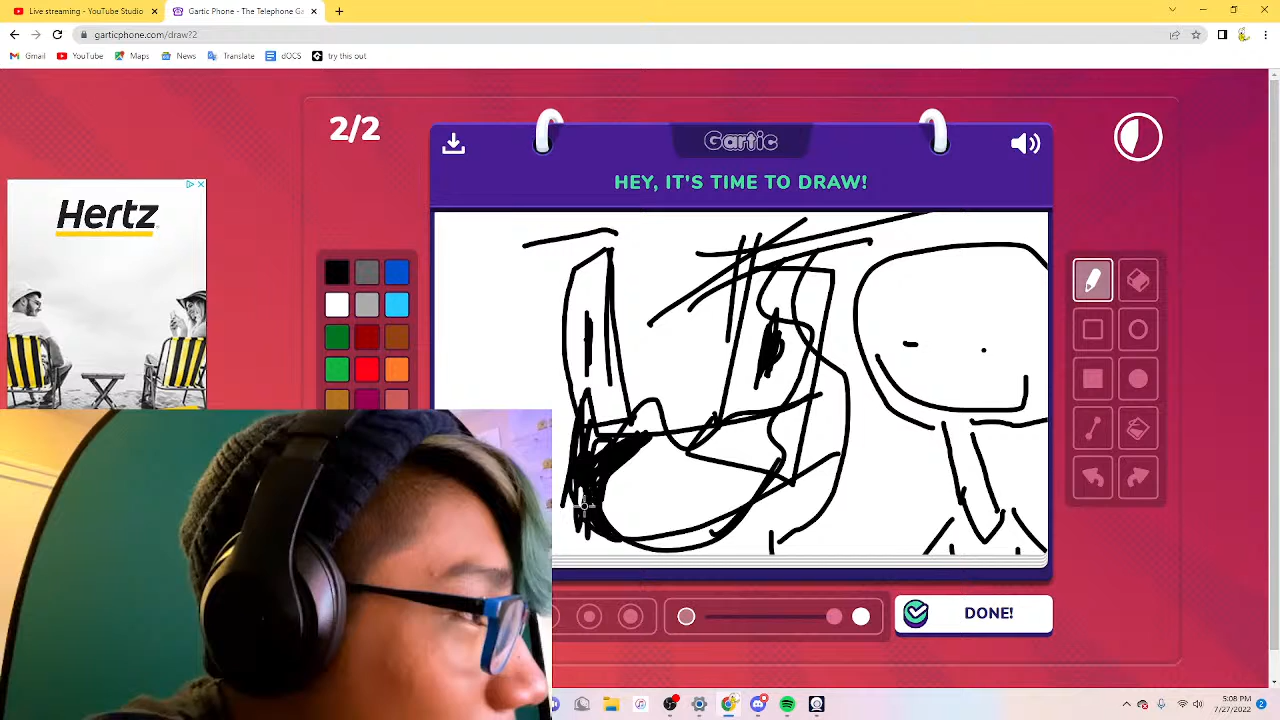 Live streaming - YouTube Studio
Gartic Phone - The Telephone Ga
garticphone.com/draw?2
Gmail
YouTube
Maps
News
Translate
dOCS
try this out
2/2
Gartic
HEY, IT'S TIME TO DRAW!
Hertz
DONE!
5:08 PM
7/27/2022
2